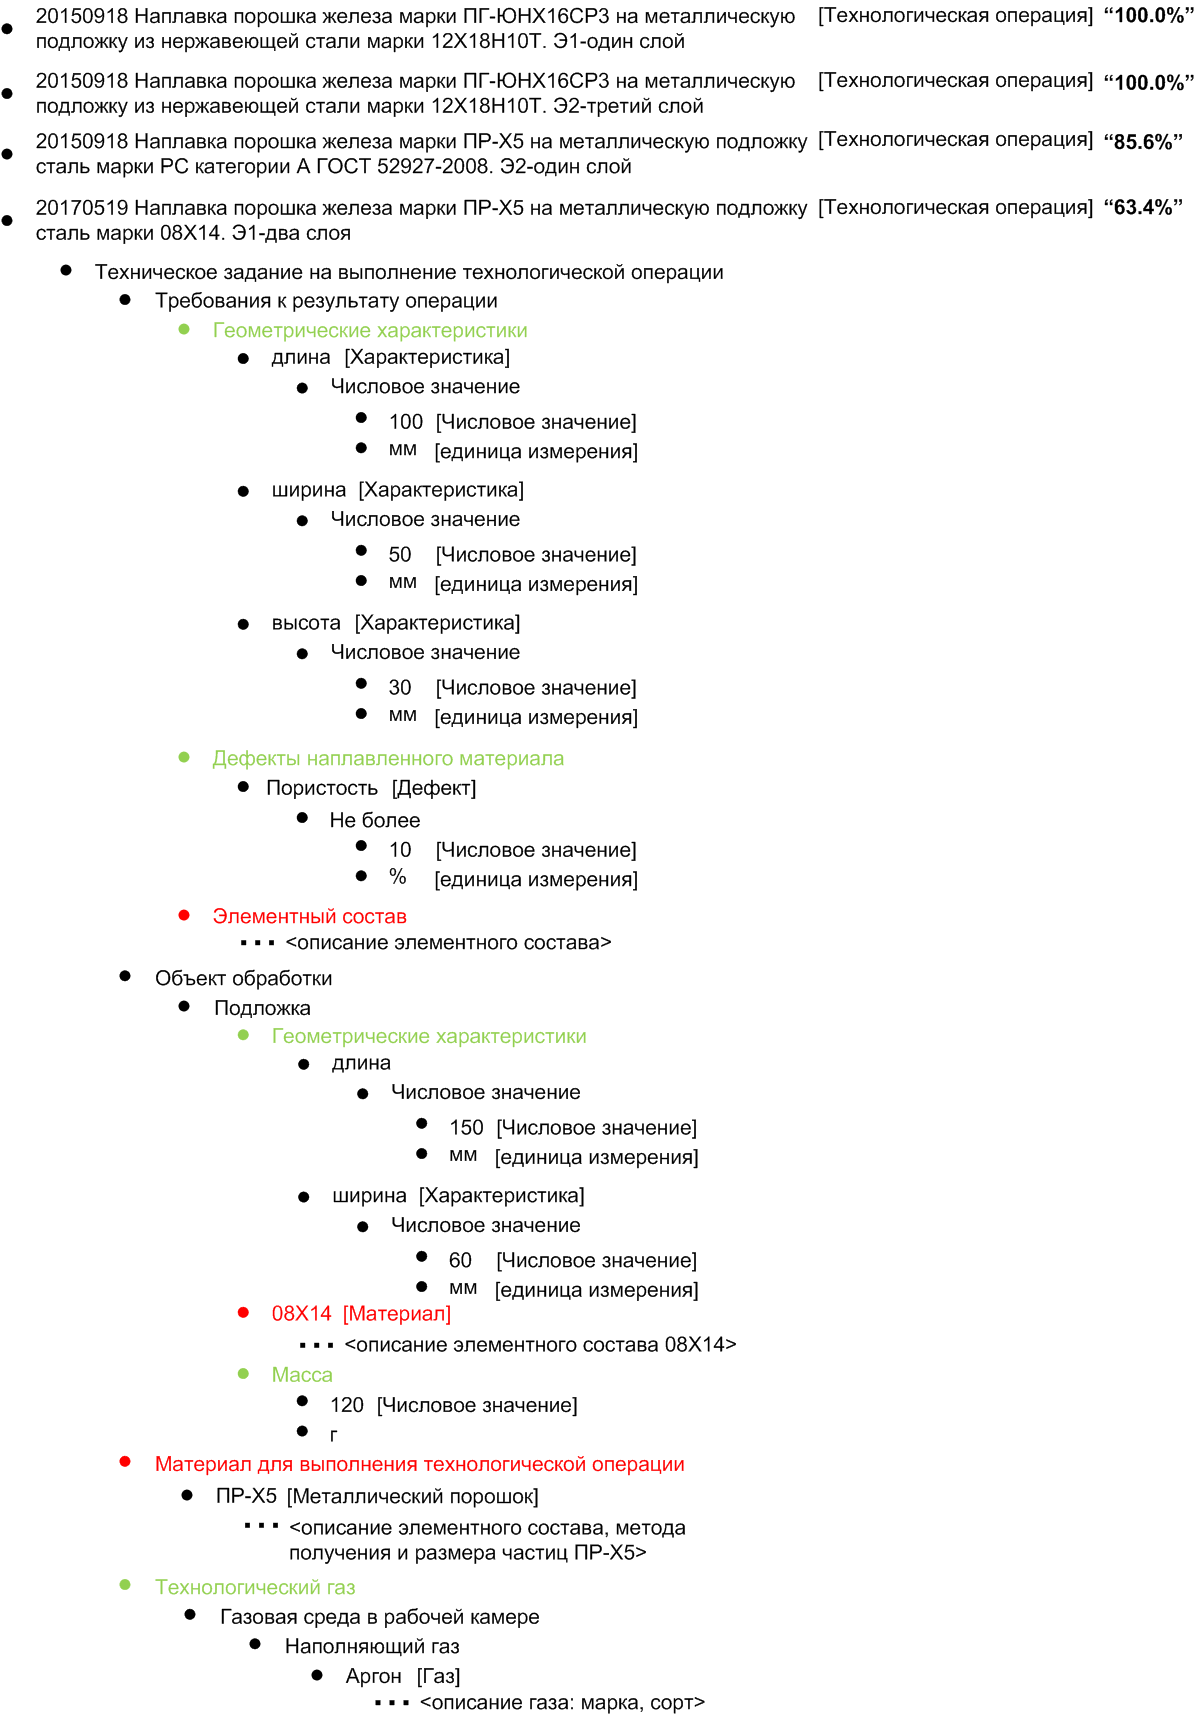 20150918 Наплавка порошка железа марки ПГ-ЮНХ16СР3 на металлическую [Технологическая операция] “100.0%”
подложку из нержавеющей стали марки 12Х18Н10Т. Э1-один слой
20150918 Наплавка порошка железа марки ПГ-ЮНХ16СР3 на металлическую [Технологическая операция] “100.0%”
подложку из нержавеющей стали марки 12Х18Н10Т. Э2-третий слой
20150918 Наплавка порошка железа марки ПР-Х5 на металлическую подложку [Технологическая операция] “85.6%”
сталь марки РС категории А ГОСТ 52927-2008. Э2-один слой
20170519 Наплавка порошка железа марки ПР-Х5 на металлическую подложку [Технологическая операция] “63.4%”
сталь марки 08Х14. Э1-два слоя
Техническое задание на выполнение технологической операции
Требования к результату операции
Геометрические характеристики
длина [Характеристика]
Числовое значение
100 [Числовое значение]
мм [единица измерения]
ширина [Характеристика]
Числовое значение
50 [Числовое значение]
мм [единица измерения]
высота [Характеристика]
Числовое значение
30 [Числовое значение]
мм [единица измерения]
Дефекты наплавленного материала
Пористость [Дефект]
Не более
10 [Числовое значение]
% [единица измерения]
Элементный состав
<описание элементного состава>
Объект обработки
Подложка
Геометрические характеристики
длина
Числовое значение
150 [Числовое значение]
мм [единица измерения]
ширина [Характеристика]
Числовое значение
60 [Числовое значение]
мм [единица измерения]
08Х14 [Материал]
<описание элементного состава 08Х14>
Масса
120 [Числовое значение]
г
Материал для выполнения технологической операции
ПР-Х5 [Металлический порошок]
<описание элементного состава, метода
получения и размера частиц ПР-Х5>
Технологический газ
Газовая среда в рабочей камере
Наполняющий газ
Аргон [Газ]
<описание газа: марка, сорт>